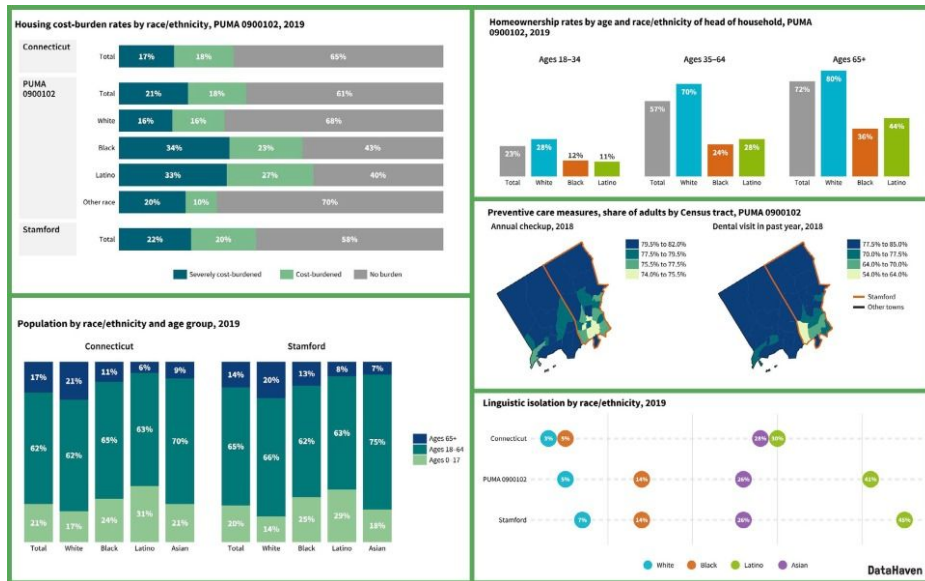 Housing cost-burden rates by race/ethnicity, PUMA 0900102, 2019
Connecticut
Total 17% 18% 65%
PUMA
0900102
Total 21% 18% 61%
White 16% 16% 68%
Black 34% 23% 43%
Latino 33% 27% 40%
Other race 20% 10% 70%
Stamford
Total 22% 20% 58%
Severely cost-burdened Cost-burdened No burden
Homeownership rates by age and race/ethnicity of head of household, PUMA
0900102, 2019
Ages 18–34 Ages 35–64 Ages 65+
23% 28% 12% 11% 57% 70% 24% 28% 72% 80% 36% 44%
Total White Black Latino Total White Black Latino Total White Black Latino
Preventive care measures, share of adults by Census tract, PUMA 0900102
Annual checkup, 2018
79.5% to 82.0%
77.5% to 79.5%
75.5% to 77.5%
74.0% to 75.5%
Dental visit in past year, 2018
77.5% to 85.0%
70.0% to 77.5%
64.0% to 70.0%
54.0% to 64.0%
Stamford
Other towns
Population by race/ethnicity and age group, 2019
Connecticut Stamford
17% 21% 11% 6% 9% 14% 20% 13% 8% 7%
62% 62% 65% 63% 70% 65% 66% 62% 63% 75%
21% 17% 24% 31% 21% 20% 14% 25% 29% 18%
Total White Black Latino Asian Total White Black Latino Asian
Ages 65+
Ages 18–64
Ages 0–17
Linguistic isolation by race/ethnicity, 2019
Connecticut 3% 5% 28% 30%
PUMA 0900102 5% 14% 26% 41%
Stamford 7% 14% 26% 45%
White Black Latino Asian
DataHaven